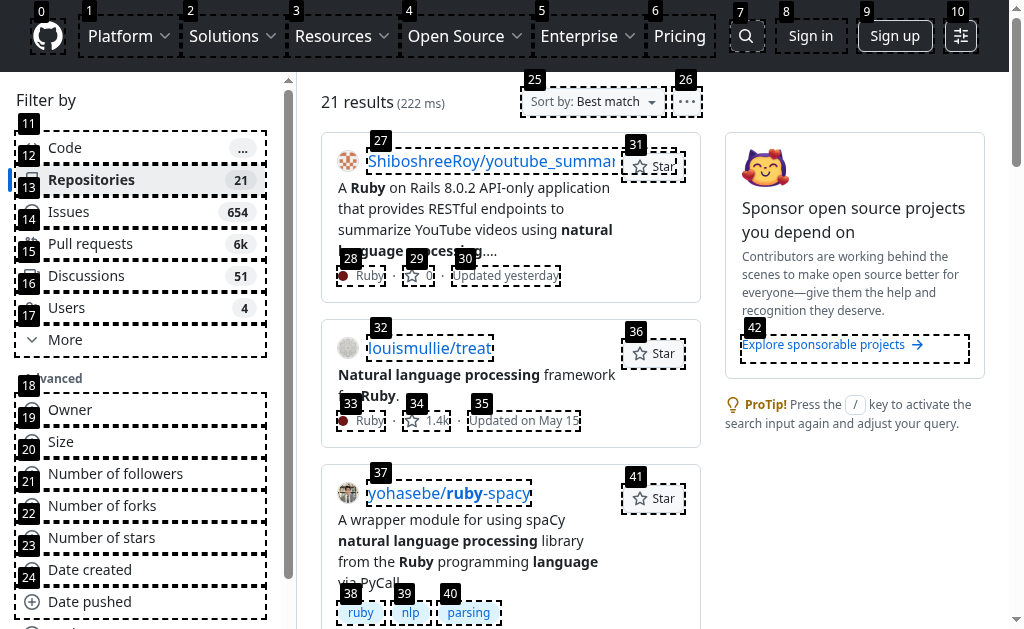 0 1 2 3 4 5 6 7 8 9 10
Platform Solutions Resources Open Source Enterprise Pricing Sign in Sign up
Filter by
11
12 Code ...
13 Repositories 21
14 Issues 654
15 Pull requests 6k
16 Discussions 51
17 Users 4
More
18 Advanced
19 Owner
20 Size
21 Number of followers
22 Number of forks
23 Number of stars
24 Date created
Date pushed
25 26
21 results (222 ms) Sort by: Best match
27 31
ShiboshreeRoy/youtube_summar Star
A Ruby on Rails 8.0.2 API-only application
that provides RESTful endpoints to
summarize YouTube videos using natural
language processing....
28 29 30
Ruby · 0 · Updated yesterday
32 36
louismullie/treat Star
Natural language processing framework
for Ruby.
33 34 35
Ruby · 1.4k · Updated on May 15
37 41
yohasebe/ruby-spacy Star
A wrapper module for using spaCy
natural language processing library
from the Ruby programming language
via PyCall
38 39 40
ruby nlp parsing
Sponsor open source projects
you depend on
Contributors are working behind the
scenes to make open source better for
everyone—give them the help and
recognition they deserve.
42
Explore sponsorable projects
ProTip! Press the / key to activate the
search input again and adjust your query.